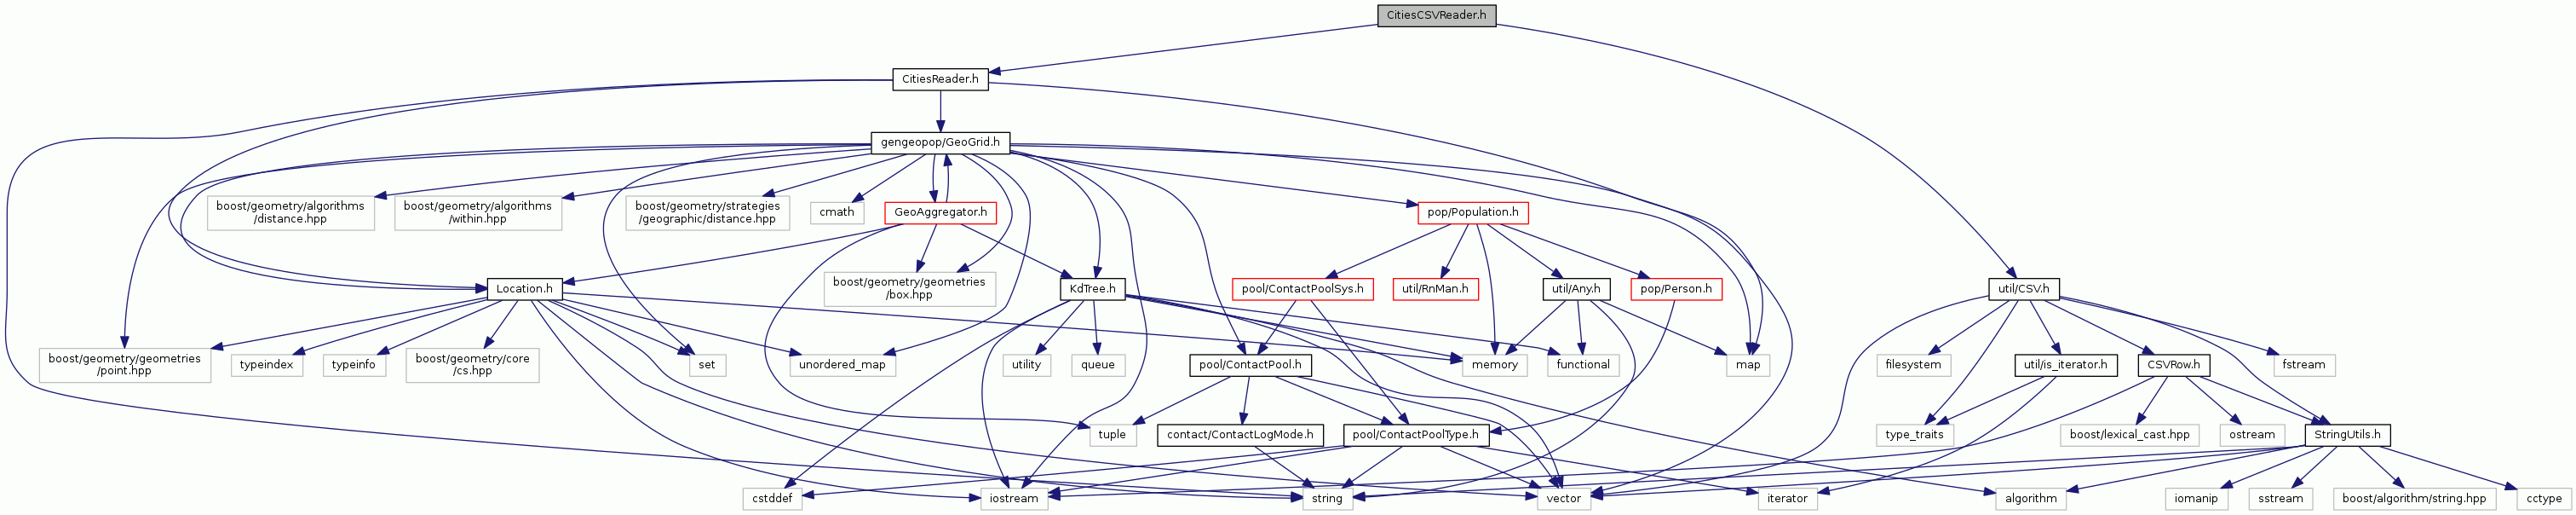 CitiesCSVReader.h
CitiesReader.h
gengeopop/GeoGrid.h
boost/geometry/algorithms
/distance.hpp
boost/geometry/algorithms
/within.hpp
boost/geometry/strategies
/geographic/distance.hpp
cmath
GeoAggregator.h
pop/Population.h
Location.h
boost/geometry/geometries
/box.hpp
KdTree.h
pool/ContactPoolSys.h
util/RnMan.h
util/Any.h
pop/Person.h
util/CSV.h
boost/geometry/geometries
/point.hpp
typeindex
typeinfo
boost/geometry/core
/cs.hpp
set
unordered_map
utility
queue
pool/ContactPool.h
memory
functional
map
filesystem
util/is_iterator.h
CSVRow.h
fstream
tuple
contact/ContactLogMode.h
pool/ContactPoolType.h
type_traits
boost/lexical_cast.hpp
ostream
StringUtils.h
cstddef
iostream
string
vector
iterator
algorithm
iomanip
sstream
boost/algorithm/string.hpp
cctype